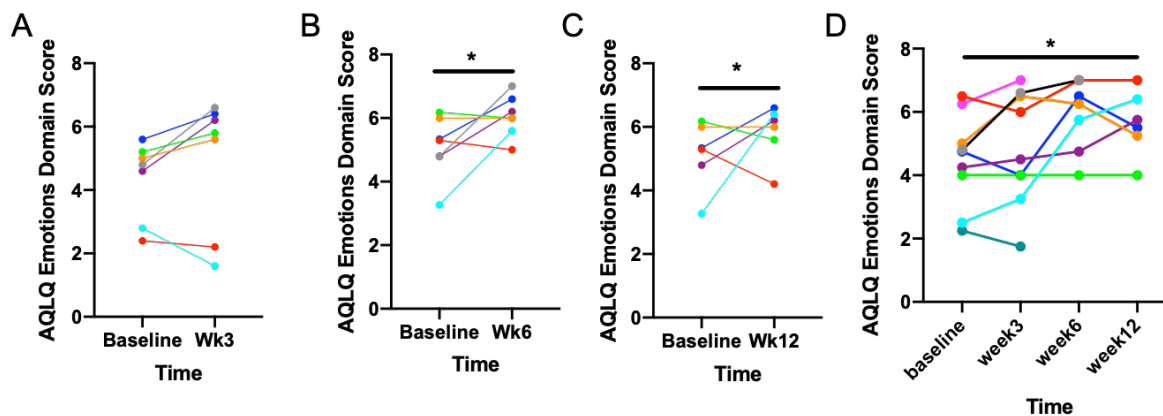 A
AQLQ Emotions Domain Score
8
6
4
2
0
Baseline Wk3
Time
B
AQLQ Emotions Domain Score
*
8
6
4
2
0
Baseline Wk6
Time
C
AQLQ Emotions Domain Score
*
8
6
4
2
0
Baseline Wk12
Time
D
AQLQ Emotions Domain Score
*
8
6
4
2
0
baseline
week3
week6
week12
Time